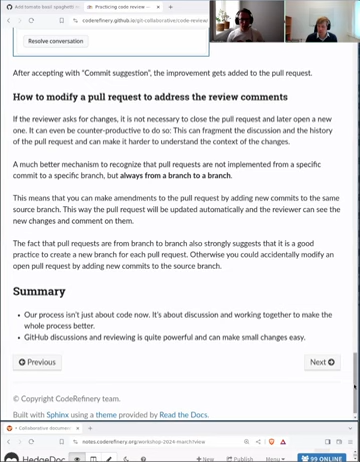 Add tomato basil spaghetti
Practicing code review —
coderefinery.github.io/git-collaborative/code-review/
Resolve conversation
After accepting with “Commit suggestion”, the improvement gets added to the pull request.
How to modify a pull request to address the review comments
If the reviewer asks for changes, it is not necessary to close the pull request and later open a new
one. It can even be counter-productive to do so: This can fragment the discussion and the history
of the pull request and can make it harder to understand the context of the changes.
A much better mechanism to recognize that pull requests are not implemented from a specific
commit to a specific branch, but always from a branch to a branch.
This means that you can make amendments to the pull request by adding new commits to the same
source branch. This way the pull request will be updated automatically and the reviewer can see the
new changes and comment on them.
The fact that pull requests are from branch to branch also strongly suggests that it is a good
practice to create a new branch for each pull request. Otherwise you could accidentally modify an
open pull request by adding new commits to the source branch.
Summary
• Our process isn’t just about code now. It’s about discussion and working together to make the
whole process better.
• GitHub discussions and reviewing is quite powerful and can make small changes easy.
Previous
Next
© Copyright CodeRefinery team.
Built with Sphinx using a theme provided by Read the Docs.
Collaborative document
notes.coderefinery.org/workshop-2024-march?view
HedgeDoc
New
Publish
Menu
99 ONLINE